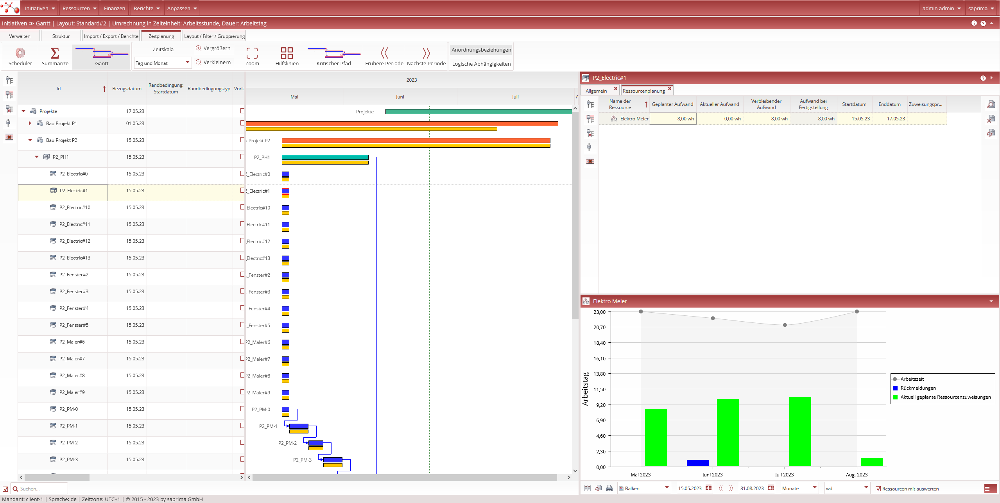 Initiativen Ressourcen Finanzen Berichte Anpassen admin admin saprima
Initiativen ≫ Gantt | Layout: Standard#2 | Umrechnung in Zeiteinheit: Arbeitsstunde, Dauer: Arbeitstag
Verwalten Struktur Import / Export / Berichte Zeitplanung Layout / Filter / Gruppierung
Scheduler Summarize Gantt
Zeitskala
Tag und Monat
Vergrößern
Verkleinern
Zoom Hilfslinien Kritischer Pfad Frühere Periode Nächste Periode
Anordnungsbeziehungen
Logische Abhängigkeiten
Id Bezugsdatum Randbedingung: Startdatum Randbedingungstyp Vorla
Projekte 17.05.23
Bau Projekt P1 01.05.23
Bau Projekt P2 15.05.23
P2_PH1 15.05.23
P2_Electric#0 15.05.23
P2_Electric#1 15.05.23
P2_Electric#10 15.05.23
P2_Electric#11 15.05.23
P2_Electric#12 15.05.23
P2_Electric#13 15.05.23
P2_Fenster#2 15.05.23
P2_Fenster#3 15.05.23
P2_Fenster#4 15.05.23
P2_Fenster#5 15.05.23
P2_Maler#6 15.05.23
P2_Maler#7 15.05.23
P2_Maler#8 15.05.23
P2_Maler#9 15.05.23
P2_PM-0 15.05.23
P2_PM-1 15.05.23
P2_PM-2 15.05.23
P2_PM-3 15.05.23
Suchen...
2023
Mai Juni Juli A
Projekte
Projekt P2
P2_PH1
2_Electric#0
2_Electric#1
_Electric#10
_Electric#11
Electric#12
_Electric#13
_Fenster#2
_Fenster#3
_Fenster#4
_Fenster#5
P2_Maler#6
P2_Maler#7
P2_Maler#8
P2_Maler#9
P2_PM-0
P2_PM-1
P2_PM-2
P2_PM-3
P2_Electric#1
Allgemein Ressourcenplanung
Name der Ressource Geplanter Aufwand Aktueller Aufwand Verbleibender Aufwand Aufwand bei Fertigstellung Startdatum Enddatum Zuweisungspr...
Elektro Meier 8,00 wh 0,00 wh 8,00 wh 8,00 wh 15.05.23 17.05.23
Elektro Meier
Arbeitstag
23,00
20,70
18,40
16,10
13,80
11,50
9,20
6,90
4,60
2,30
0,00
Mai 2023 Juni 2023 Juli 2023 Aug. 2023
Arbeitszeit
Rückmeldungen
Aktuell geplante Ressourcenzuweisungen
Balken 15.05.2023 31.08.2023 Monate wd Ressourcen mit auswerten
Mandant: client-1 | Sprache: de | Zeitzone: UTC+1 | © 2015 - 2023 by saprima GmbH